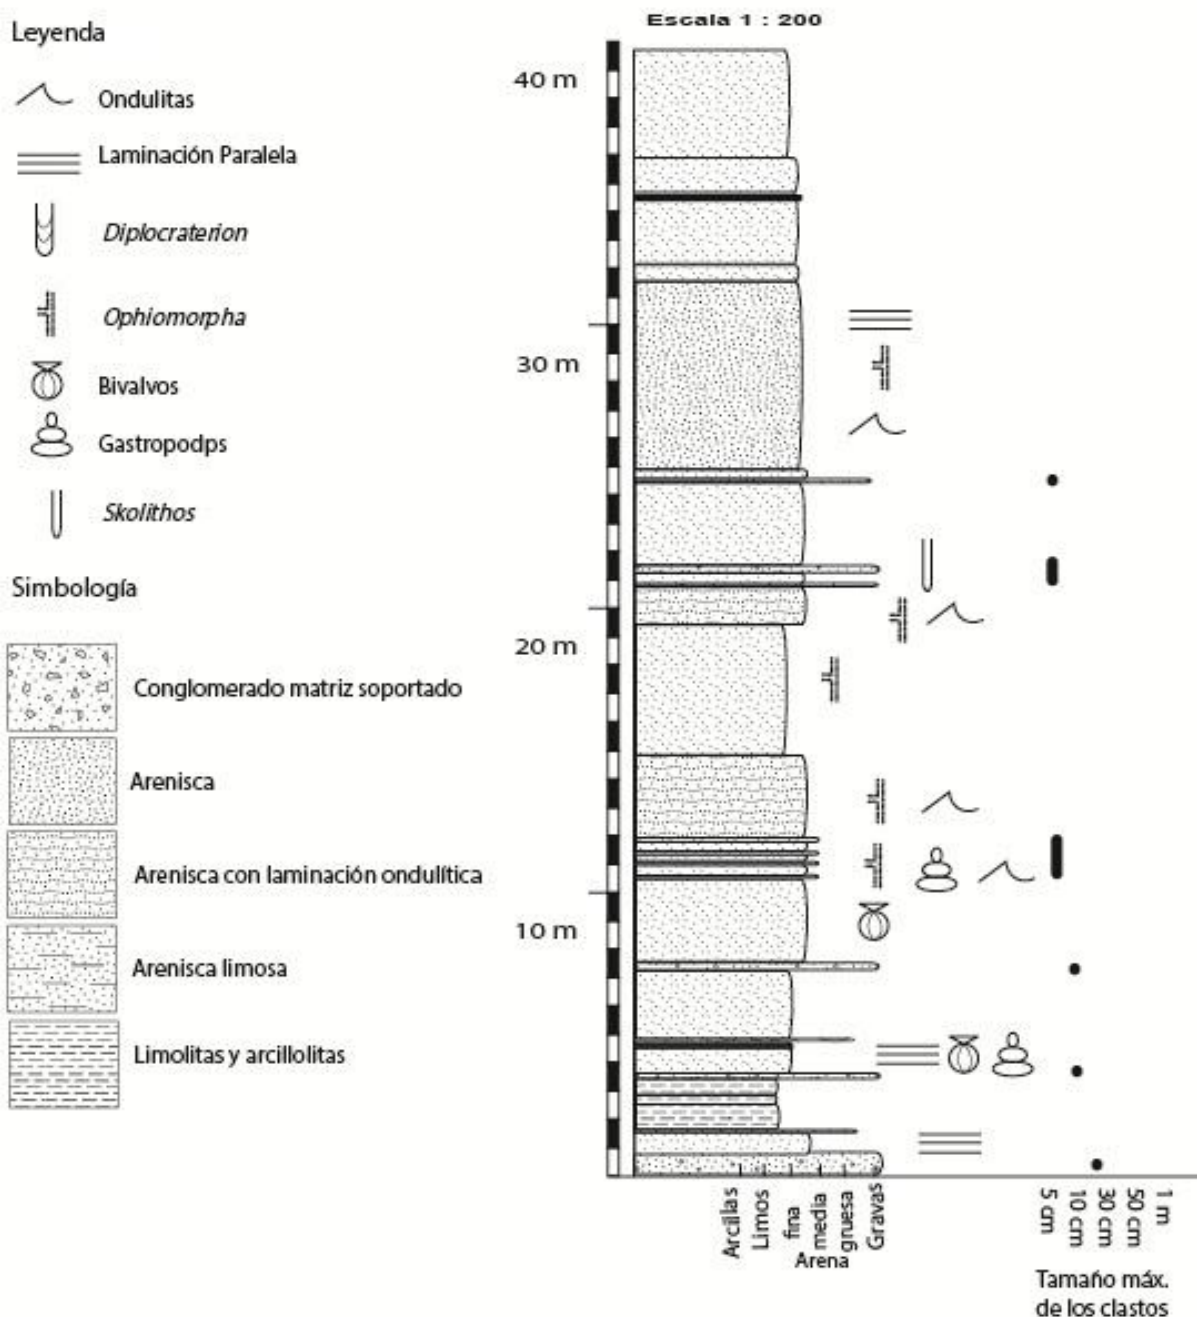 Leyenda
Ondulitas
Laminación Paralela
Diplocraterion
Ophiomorpha
Bivalvos
Gastropodps
Skolithos
Simbología
Conglomerado matriz soportado
Arenisca
Arenisca con laminación ondulítica
Arenisca limosa
Limolitas y arcillolitas
Escala 1 : 200
40 m
30 m
20 m
10 m
Arcillas
Limos
fina
media
gruesa
Gravas
Arena
5 cm
10 cm
30 cm
50 cm
1 m
Tamaño máx.
de los clastos